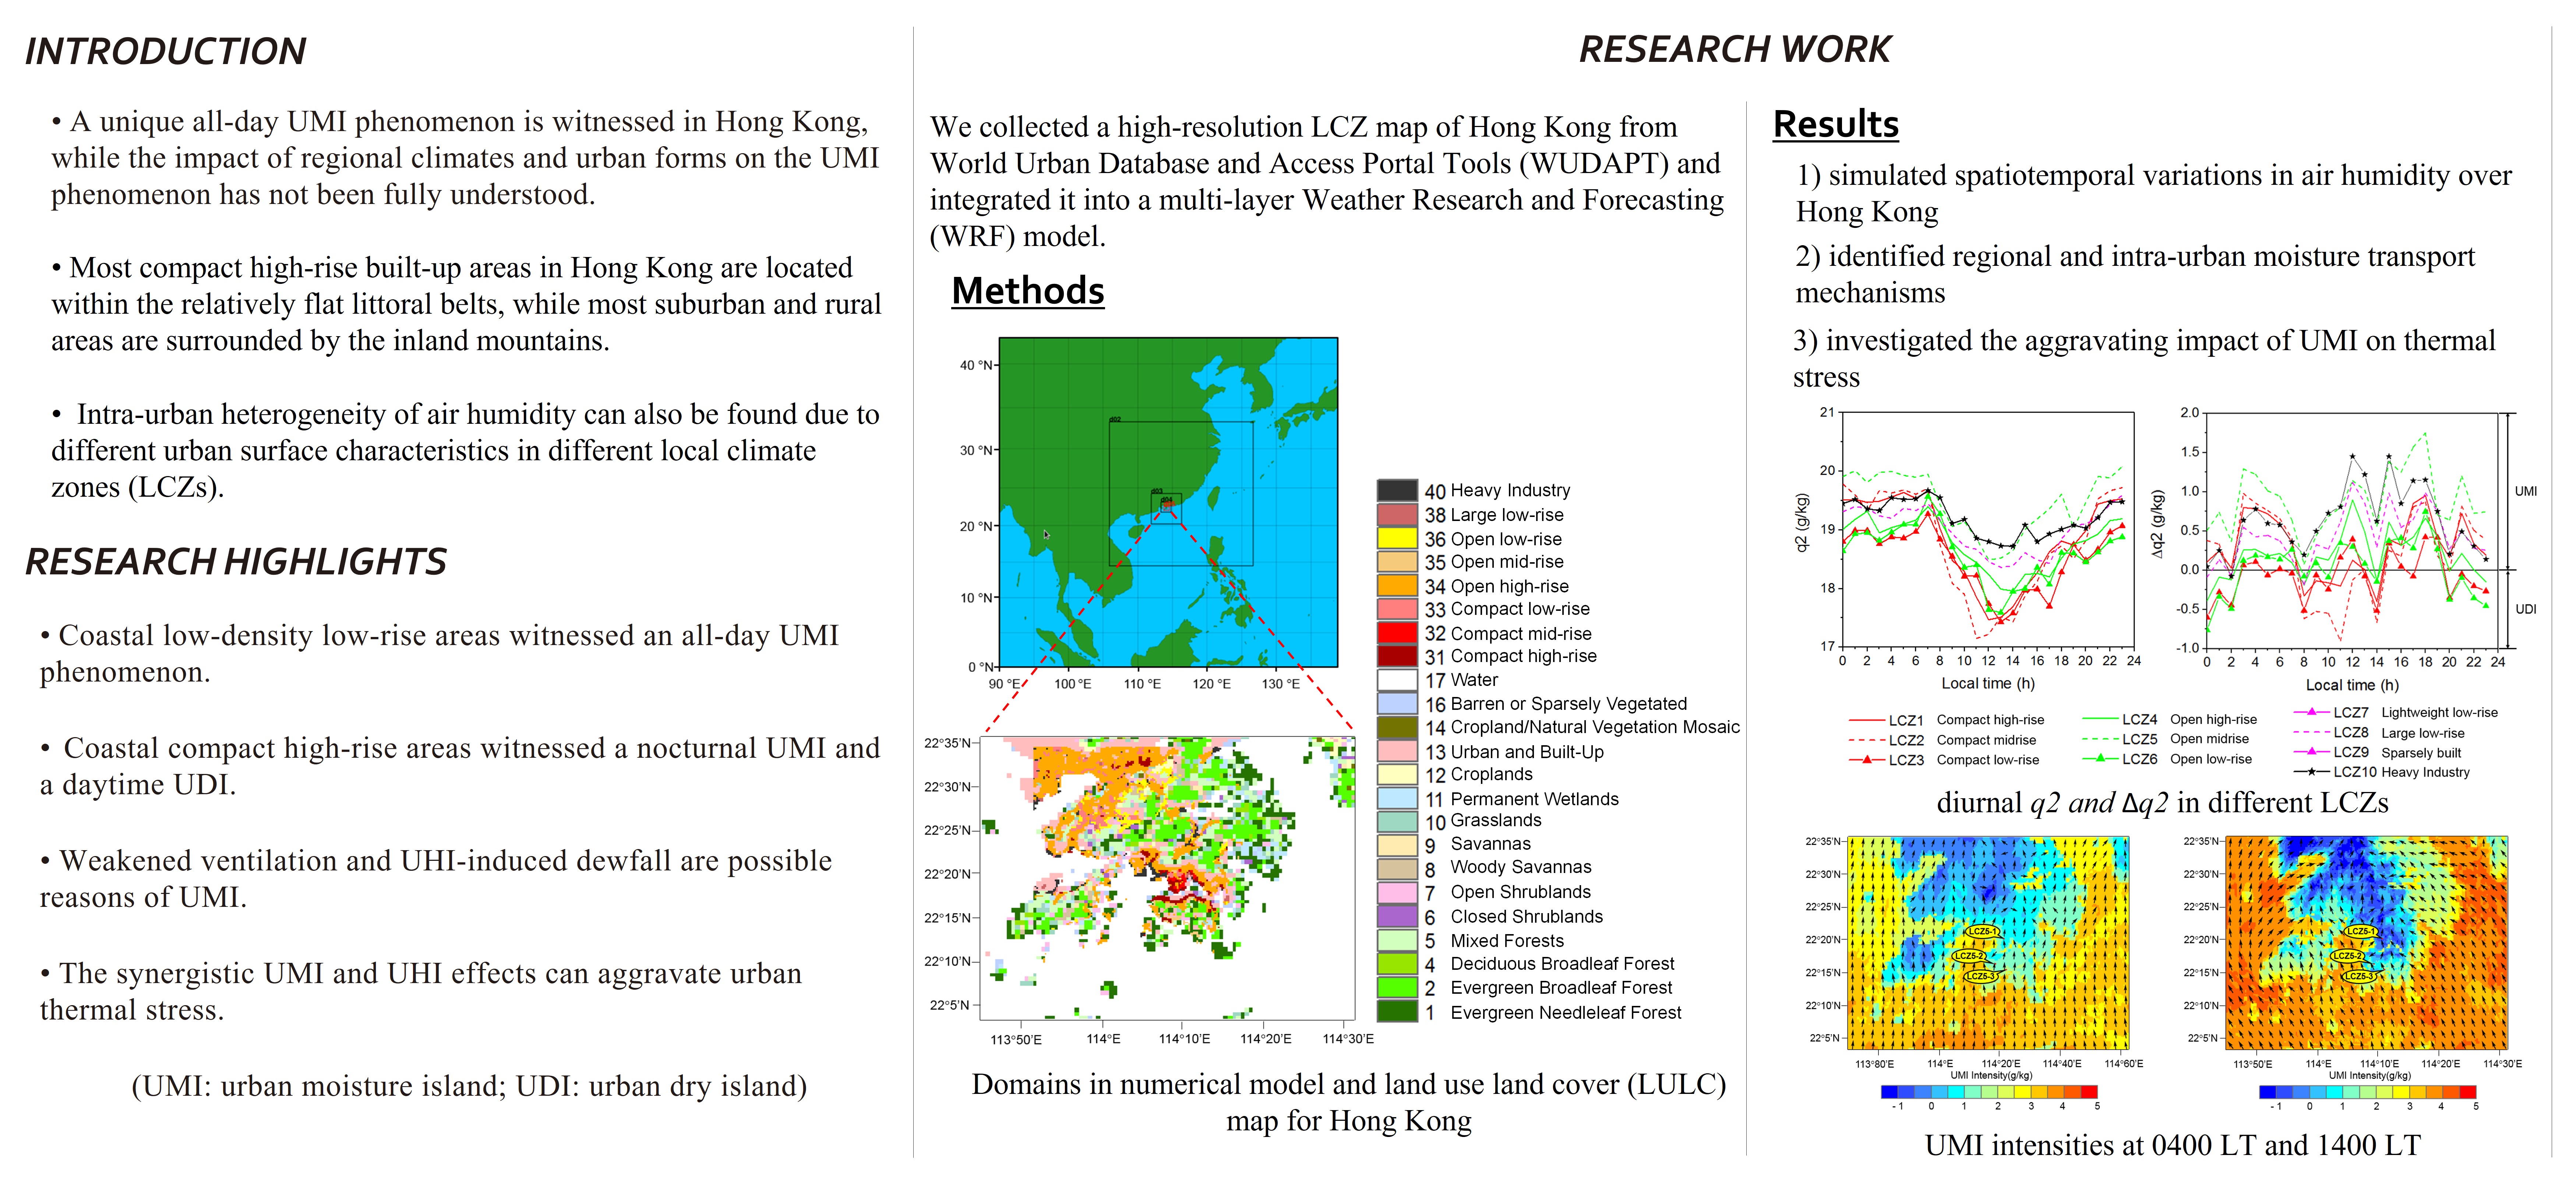 INTRODUCTION
• A unique all-day UMI phenomenon is witnessed in Hong Kong,
while the impact of regional climates and urban forms on the UMI
phenomenon has not been fully understood.
• Most compact high-rise built-up areas in Hong Kong are located
within the relatively flat littoral belts, while most suburban and rural
areas are surrounded by the inland mountains.
• Intra-urban heterogeneity of air humidity can also be found due to
different urban surface characteristics in different local climate
zones (LCZs).
RESEARCH HIGHLIGHTS
• Coastal low-density low-rise areas witnessed an all-day UMI
phenomenon.
• Coastal compact high-rise areas witnessed a nocturnal UMI and
a daytime UDI.
• Weakened ventilation and UHI-induced dewfall are possible
reasons of UMI.
• The synergistic UMI and UHI effects can aggravate urban
thermal stress.
(UMI: urban moisture island; UDI: urban dry island)
RESEARCH WORK
We collected a high-resolution LCZ map of Hong Kong from
World Urban Database and Access Portal Tools (WUDAPT) and
integrated it into a multi-layer Weather Research and Forecasting
(WRF) model.
Methods
40 °N
30 °N
20 °N
10 °N
0 °N
90 °E 100 °E 110 °E 120 °E 130 °E
d02
d03
d04
22°35'N
22°30'N
22°25'N
22°20'N
22°15'N
22°10'N
22°5'N
113°50'E 114°E 114°10'E 114°20'E 114°30'E
40 Heavy Industry
38 Large low-rise
36 Open low-rise
35 Open mid-rise
34 Open high-rise
33 Compact low-rise
32 Compact mid-rise
31 Compact high-rise
17 Water
16 Barren or Sparsely Vegetated
14 Cropland/Natural Vegetation Mosaic
13 Urban and Built-Up
12 Croplands
11 Permanent Wetlands
10 Grasslands
9 Savannas
8 Woody Savannas
7 Open Shrublands
6 Closed Shrublands
5 Mixed Forests
4 Deciduous Broadleaf Forest
2 Evergreen Broadleaf Forest
1 Evergreen Needleleaf Forest
Domains in numerical model and land use land cover (LULC)
map for Hong Kong
Results
1) simulated spatiotemporal variations in air humidity over
Hong Kong
2) identified regional and intra-urban moisture transport
mechanisms
3) investigated the aggravating impact of UMI on thermal
stress
21
20
19
18
17
q2 (g/kg)
0 2 4 6 8 10 12 14 16 18 20 22 24
Local time (h)
2.0
1.5
1.0
0.5
0.0
-0.5
-1.0
Δq2 (g/kg)
0 2 4 6 8 10 12 14 16 18 20 22 24
Local time (h)
UMI
UDI
LCZ1 Compact high-rise
LCZ2 Compact midrise
LCZ3 Compact low-rise
LCZ4 Open high-rise
LCZ5 Open midrise
LCZ6 Open low-rise
LCZ7 Lightweight low-rise
LCZ8 Large low-rise
LCZ9 Sparsely built
LCZ10 Heavy Industry
diurnal q2 and Δq2 in different LCZs
22°35'N
22°30'N
22°25'N
22°20'N
22°15'N
22°10'N
22°5'N
LCZ5-1
LCZ5-2
LCZ5-3
113°80'E 114°E 114°20'E 114°40'E 114°60'E
UMI Intensity(g/kg)
-1 0 1 2 3 4 5
22°35'N
22°30'N
22°25'N
22°20'N
22°15'N
22°10'N
22°5'N
LCZ5-1
LCZ5-2
LCZ5-3
113°50'E 114°E 114°10'E 114°20'E 114°30'E
UMI Intensity(g/kg)
-1 0 1 2 3 4 5
UMI intensities at 0400 LT and 1400 LT